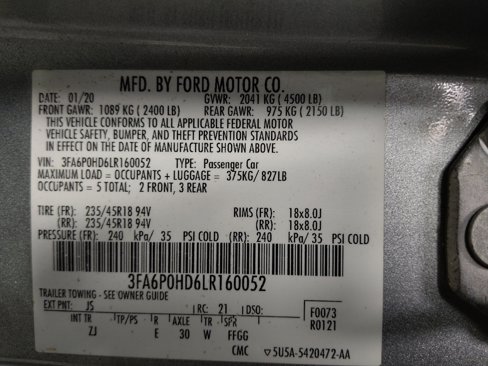 MFD. BY FORD MOTOR CO.
DATE: 01/20 GVWR: 2041 KG ( 4500 LB)
FRONT GAWR: 1089 KG ( 2400 LB) REAR GAWR: 975 KG ( 2150 LB)
THIS VEHICLE CONFORMS TO ALL APPLICABLE FEDERAL MOTOR
VEHICLE SAFETY, BUMPER, AND THEFT PREVENTION STANDARDS
IN EFFECT ON THE DATE OF MANUFACTURE SHOWN ABOVE.
VIN: 3FA6P0HD6LR160052 TYPE: Passenger Car
MAXIMUM LOAD = OCCUPANTS + LUGGAGE = 375KG/ 827LB
OCCUPANTS = 5 TOTAL; 2 FRONT, 3 REAR
TIRE (FR): 235/45R18 94V RIMS (FR): 18x8.0J
(RR): 235/45R18 94V (RR): 18x8.0J
PRESSURE (FR): 240 kPa/ 35 PSI COLD (RR): 240 kPa/ 35 PSI COLD
3FA6P0HD6LR160052
TRAILER TOWING - SEE OWNER GUIDE
EXT PNT: JS RC: 21 DSO: F0073
INT TR TP/PS R AXLE TR SPR R0121
ZJ E 30 W FFGG
CMC 5U5A-5420472-AA